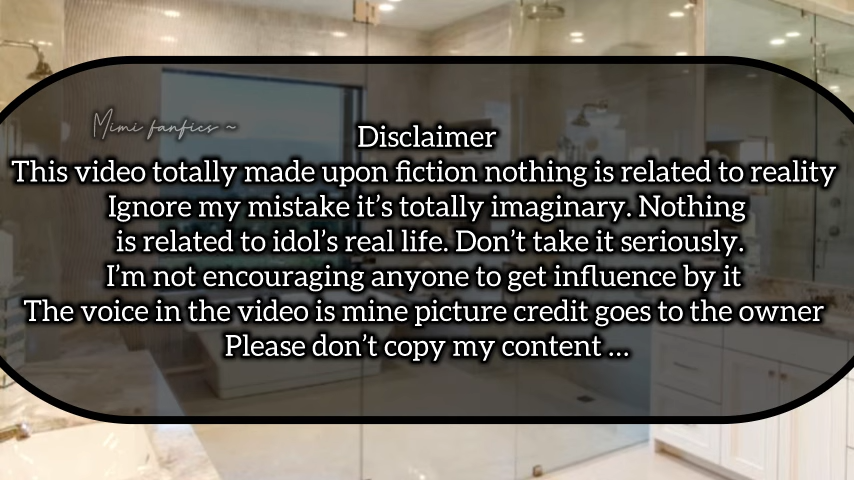 Mimi fanfics ~
Disclaimer
This video totally made upon fiction nothing is related to reality
Ignore my mistake it's totally imaginary. Nothing
is related to idol's real life. Don't take it seriously.
I'm not encouraging anyone to get influence by it
The voice in the video is mine picture credit goes to the owner
Please don't copy my content ...